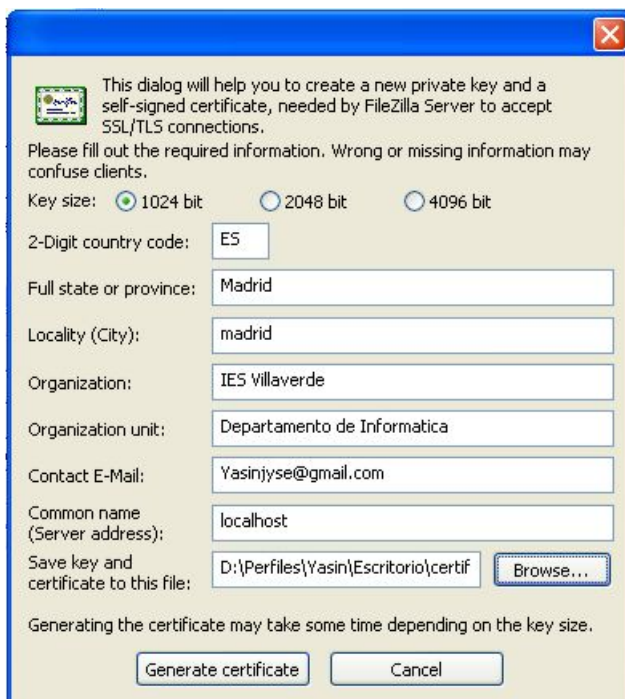 This dialog will help you to create a new private key and a
self-signed certificate, needed by FileZilla Server to accept
SSL/TLS connections.
Please fill out the required information. Wrong or missing information may
confuse clients.
Key size: 1024 bit 2048 bit 4096 bit
2-Digit country code: ES
Full state or province: Madrid
Locality (City): madrid
Organization: IES Villaverde
Organization unit: Departamento de Informatica
Contact E-Mail: Yasinjyse@gmail.com
Common name
(Server address): localhost
Save key and
certificate to this file: D:\Perfiles\Yasin\Escritorio\certif Browse...
Generating the certificate may take some time depending on the key size.
Generate certificate Cancel